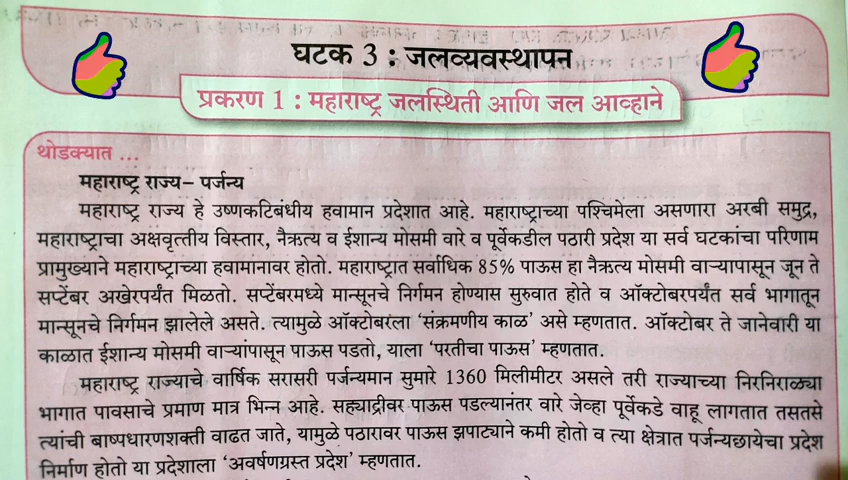 घटक 3 : जलव्यवस्थापन
प्रकरण 1 : महाराष्ट्र जलस्थिती आणि जल आव्हाने
थोडक्यात ...
महाराष्ट्र राज्य– पर्जन्य
महाराष्ट्र राज्य हे उष्णकटिबंधीय हवामान प्रदेशात आहे. महाराष्ट्राच्या पश्चिमेला असणारा अरबी समुद्र,
महाराष्ट्राचा अक्षवृत्तीय विस्तार, नैऋत्य व ईशान्य मोसमी वारे व पूर्वेकडील पठारी प्रदेश या सर्व घटकांचा परिणाम
प्रामुख्याने महाराष्ट्राच्या हवामानावर होतो. महाराष्ट्रात सर्वाधिक 85% पाऊस हा नैऋत्य मोसमी वाऱ्यापासून जून ते
सप्टेंबर अखेरपर्यंत मिळतो. सप्टेंबरमध्ये मान्सूनचे निर्गमन होण्यास सुरुवात होते व ऑक्टोबरपर्यंत सर्व भागातून
मान्सूनचे निर्गमन झालेले असते. त्यामुळे ऑक्टोबरला ‘संक्रमणीय काळ’ असे म्हणतात. ऑक्टोबर ते जानेवारी या
काळात ईशान्य मोसमी वाऱ्यांपासून पाऊस पडतो, याला ‘परतीचा पाऊस’ म्हणतात.
महाराष्ट्र राज्याचे वार्षिक सरासरी पर्जन्यमान सुमारे 1360 मिलीमीटर असले तरी राज्याच्या निरनिराळ्या
भागात पावसाचे प्रमाण मात्र भिन्न आहे. सह्याद्रीवर पाऊस पडल्यानंतर वारे जेव्हा पूर्वेकडे वाहू लागतात तसतसे
त्यांची बाष्पधारणशक्ती वाढत जाते, यामुळे पठारावर पाऊस झपाट्याने कमी होतो व त्या क्षेत्रात पर्जन्यछायेचा प्रदेश
निर्माण होतो या प्रदेशाला ‘अवर्षणग्रस्त प्रदेश’ म्हणतात.